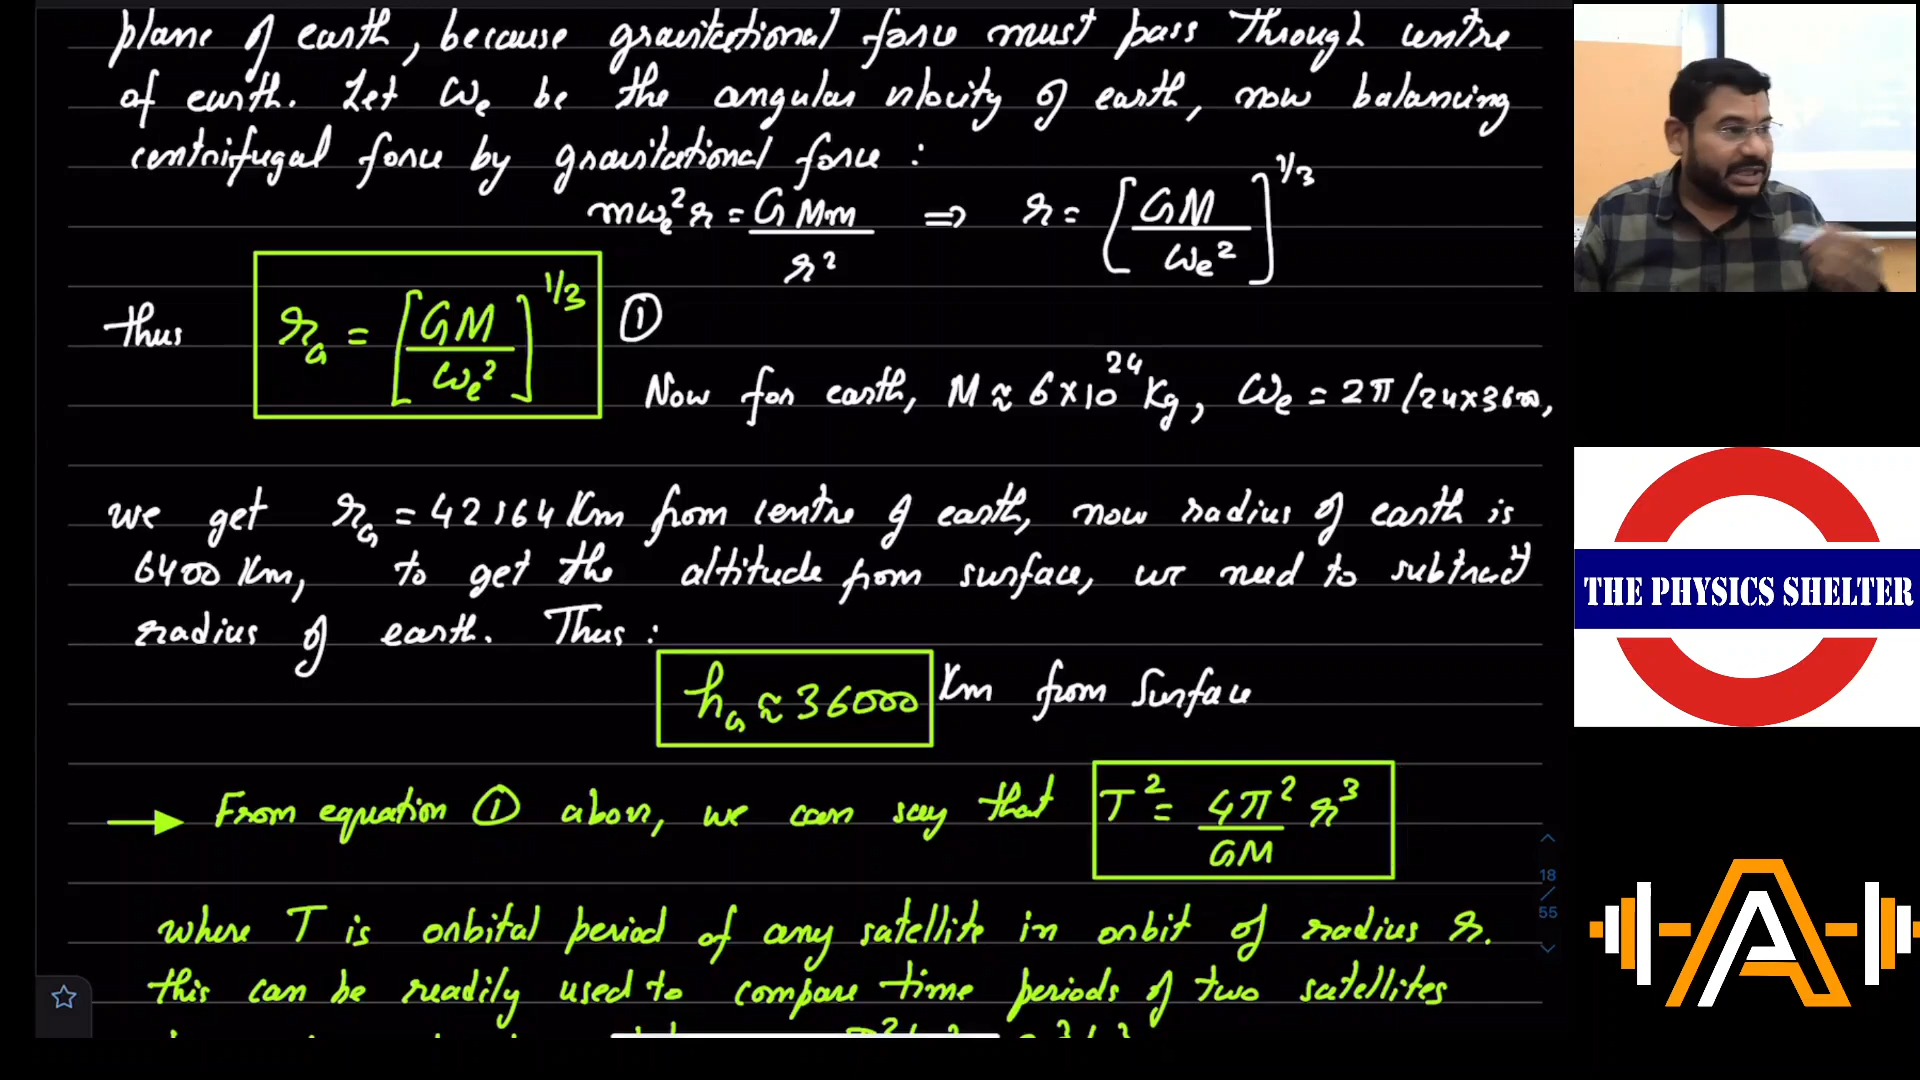 plane of earth, because gravitational force must pass through centre
of earth. Let ωe be the angular velocity of earth, now balancing
centrifugal force by gravitational force :
mωe²r = GMm/r² ⇒ r = [GM/ωe²]^1/3
thus r_G = [GM/ωe²]^1/3 ①
Now for earth, M ≈ 6×10²⁴ Kg, ωe = 2π/24×3600,
we get r_G = 42164 Km from centre of earth, now radius of earth is
6400 Km, to get the altitude from surface, we need to subtract
radius of earth. Thus :
h_G ≈ 36000 Km from Surface
→ From equation ① above, we can say that T² = 4π²/GM r³
where T is orbital period of any satellite in orbit of radius r.
this can be readily used to compare time periods of two satellites
18
/
55
THE PHYSICS SHELTER